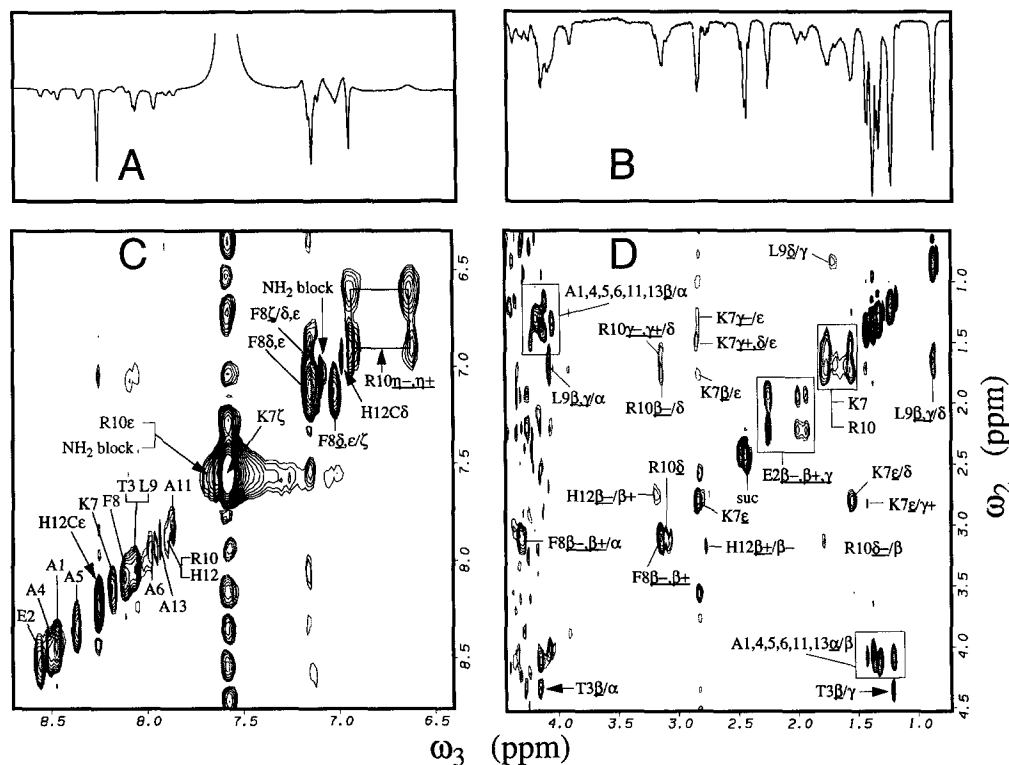 A
B
C
D
NH2 block
F8ζ/δ,ε
F8δ,ε
R10η−,η+
H12Cδ
F8δ,ε/ζ
R10ε
NH2 block
K7ζ
T3 L9
A11
F8
K7
H12Cε
A1
A5
A4
E2
R10
H12
A6
A13
6.5
7.0
7.5
8.0
8.5
8.5
8.0
7.5
7.0
6.5
L9δ/γ
A1,4,5,6,11,13β/α
K7γ−/ε
R10γ−,γ+/δ
K7γ+,δ/ε
K7β/ε
L9β,γ/α
R10β−/δ
K7
R10
L9β,γ/δ
E2β−,β+,γ
R10δ
suc
K7ε/δ
H12β−/β+
K7ε
K7ε/γ+
F8β−,β+/α
H12β+/β−
R10δ−/β
F8β−,β+
A1,4,5,6,11,13α/β
T3β/α
T3β/γ
1.0
1.5
2.0
2.5
3.0
3.5
4.0
4.5
ω2 (ppm)
4.0
3.5
3.0
2.5
2.0
1.5
1.0
ω3 (ppm)